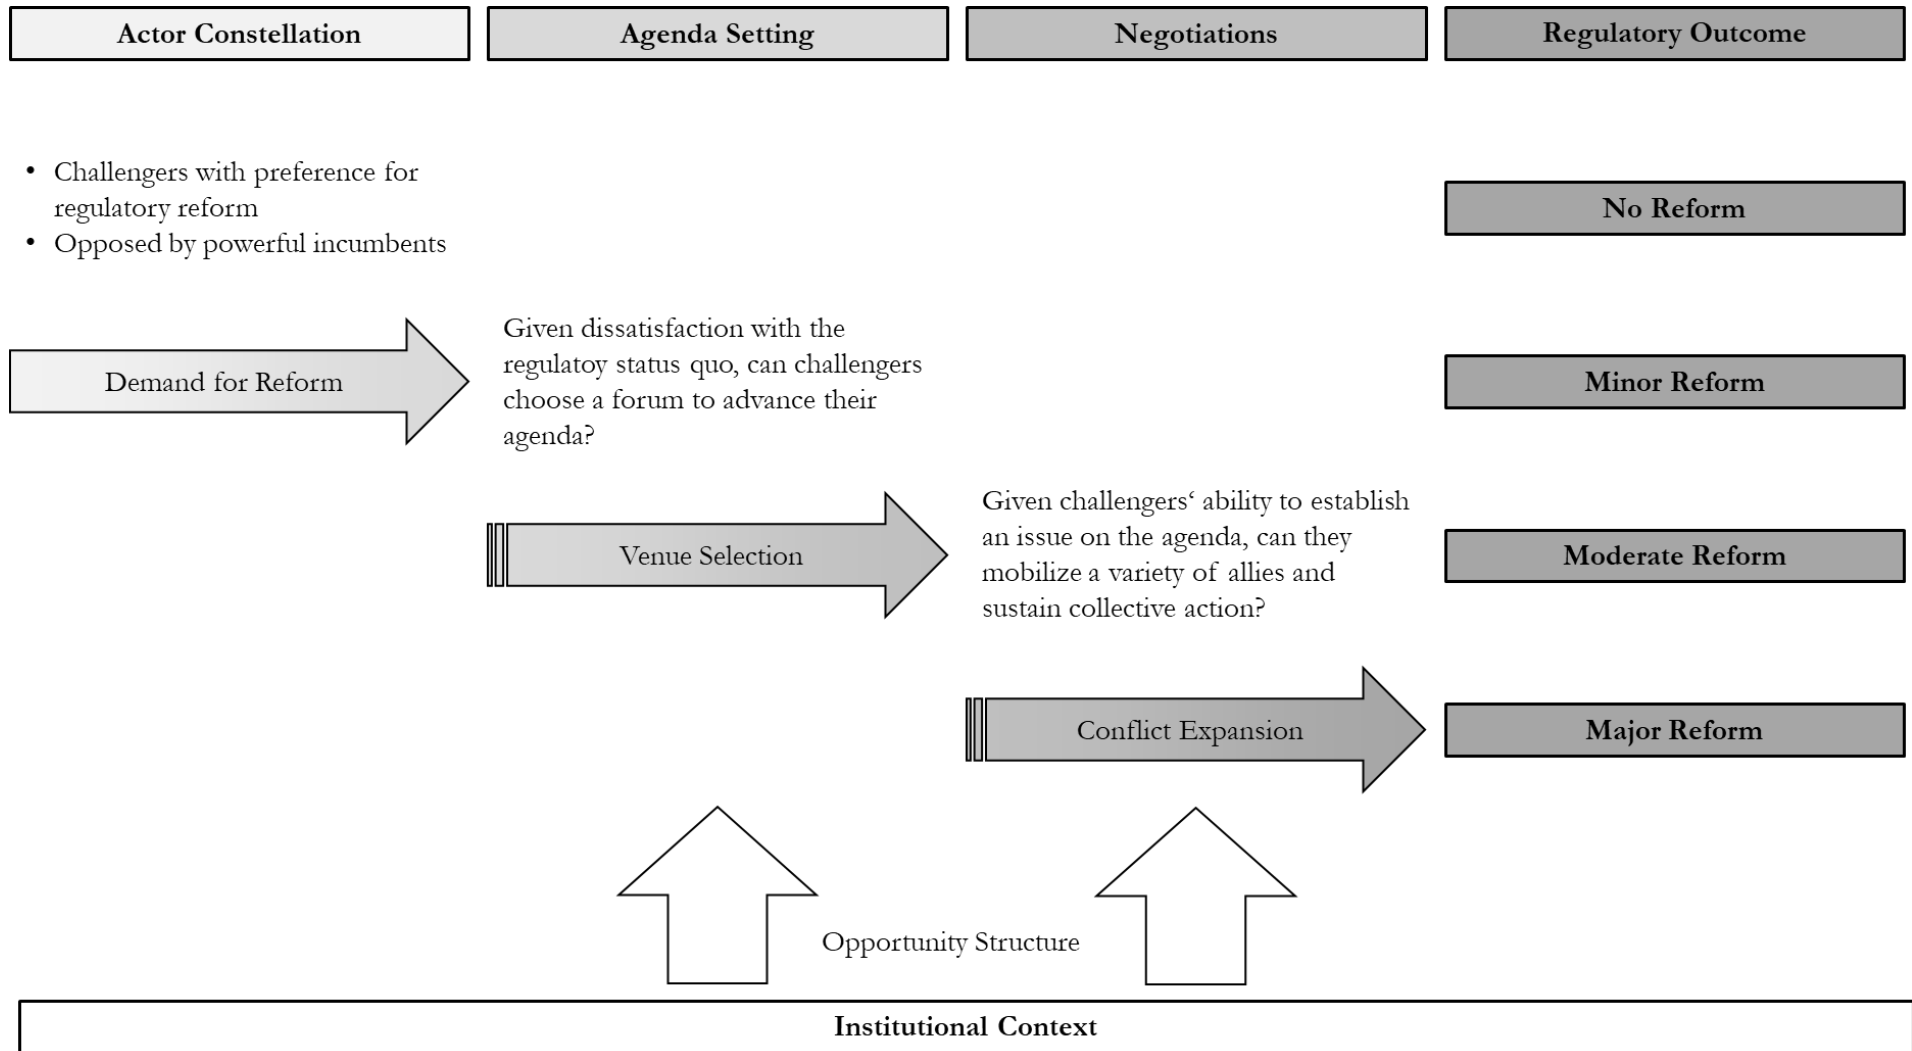 Actor Constellation
Agenda Setting
Negotiations
Regulatory Outcome
• Challengers with preference for
regulatory reform
• Opposed by powerful incumbents
No Reform
Demand for Reform
Given dissatisfaction with the
regulatoy status quo, can challengers
choose a forum to advance their
agenda?
Minor Reform
Venue Selection
Given challengers‘ ability to establish
an issue on the agenda, can they
mobilize a variety of allies and
sustain collective action?
Moderate Reform
Conflict Expansion
Major Reform
Opportunity Structure
Institutional Context